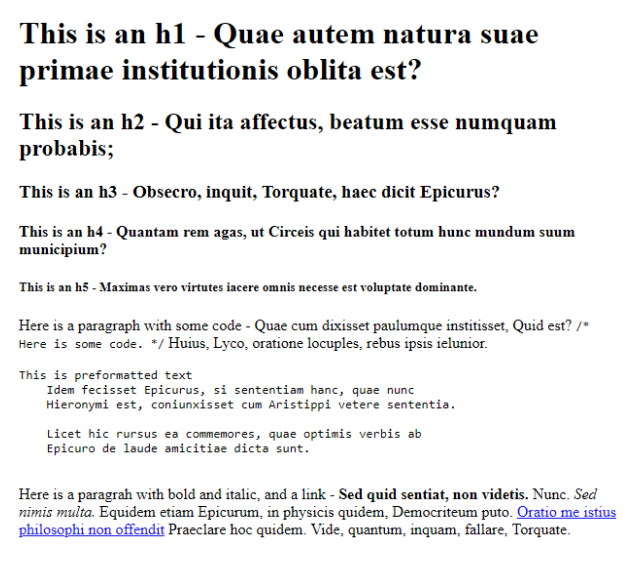 This is an h1 - Quae autem natura suae
primae institutionis oblita est?
This is an h2 - Qui ita affectus, beatum esse numquam
probabis;
This is an h3 - Obsecro, inquit, Torquate, haec dicit Epicurus?
This is an h4 - Quantam rem agas, ut Circeis qui habitet totum hunc mundum suum
municipium?
This is an h5 - Maximas vero virtutes iacere omnis necesse est voluptate dominante.
Here is a paragraph with some code - Quae cum dixisset paulumque institisset, Quid est? /*
Here is some code. */ Huius, Lyco, oratione locuples, rebus ipsis ielunior.
This is preformatted text
    Idem fecisset Epicurus, si sententiam hanc, quae nunc
    Hieronymi est, coniunxisset cum Aristippi vetere sententia.
    Licet hic rursus ea commemores, quae optimis verbis ab
    Epicuro de laude amicitiae dicta sunt.
Here is a paragrah with bold and italic, and a link - Sed quid sentiat, non videtis. Nunc. Sed
nimis multa. Equidem etiam Epicurum, in physicis quidem, Democriteum puto. Oratio me istius
philosophi non offendit Praeclare hoc quidem. Vide, quantum, inquam, fallare, Torquate.